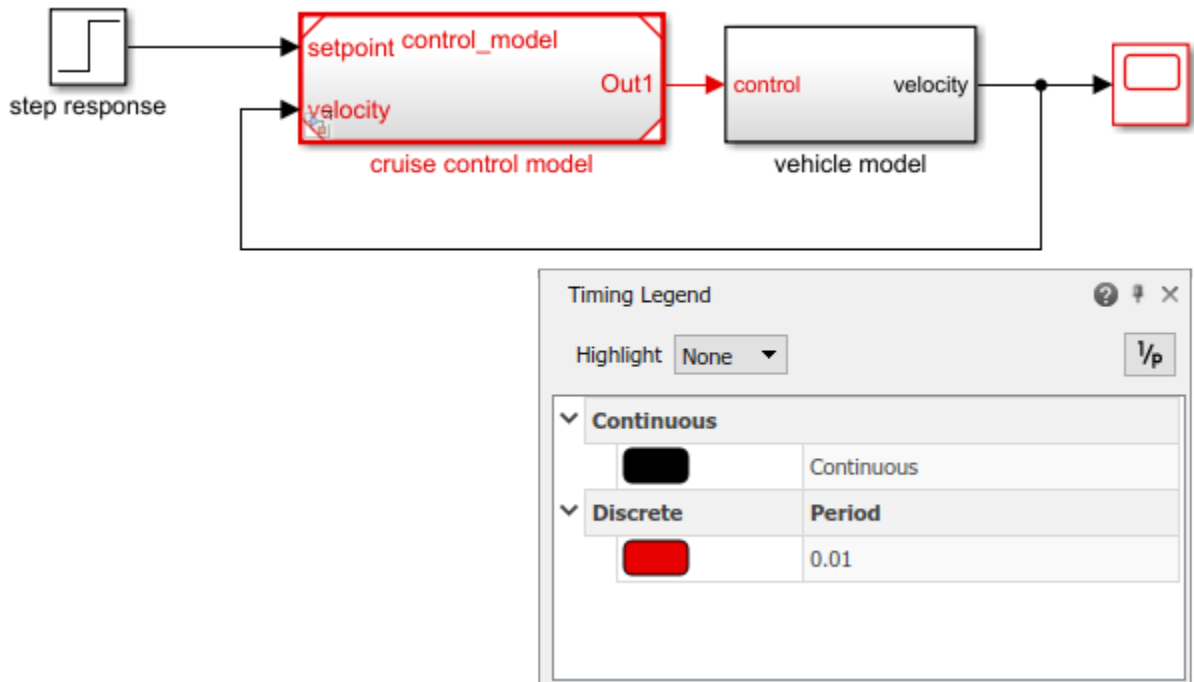 setpoint control_model
Out1
velocity
control
velocity
step response
cruise control model
vehicle model
Timing Legend
Highlight None
1/P
Continuous
Continuous
Discrete Period
0.01